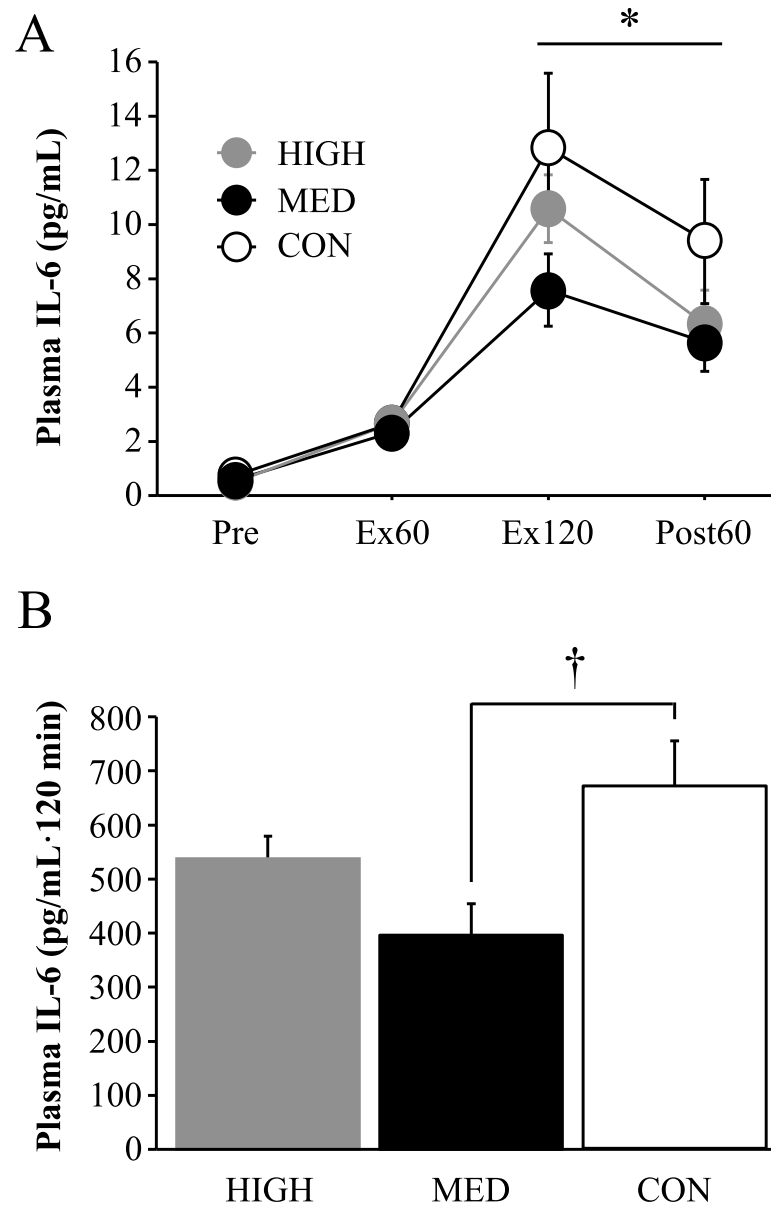 A
*
Plasma IL-6 (pg/mL)
16
14
12
10
8
6
4
2
0
HIGH
MED
CON
Pre Ex60 Ex120 Post60
B
†
Plasma IL-6 (pg/mL·120 min)
800
700
600
500
400
300
200
100
0
HIGH MED CON